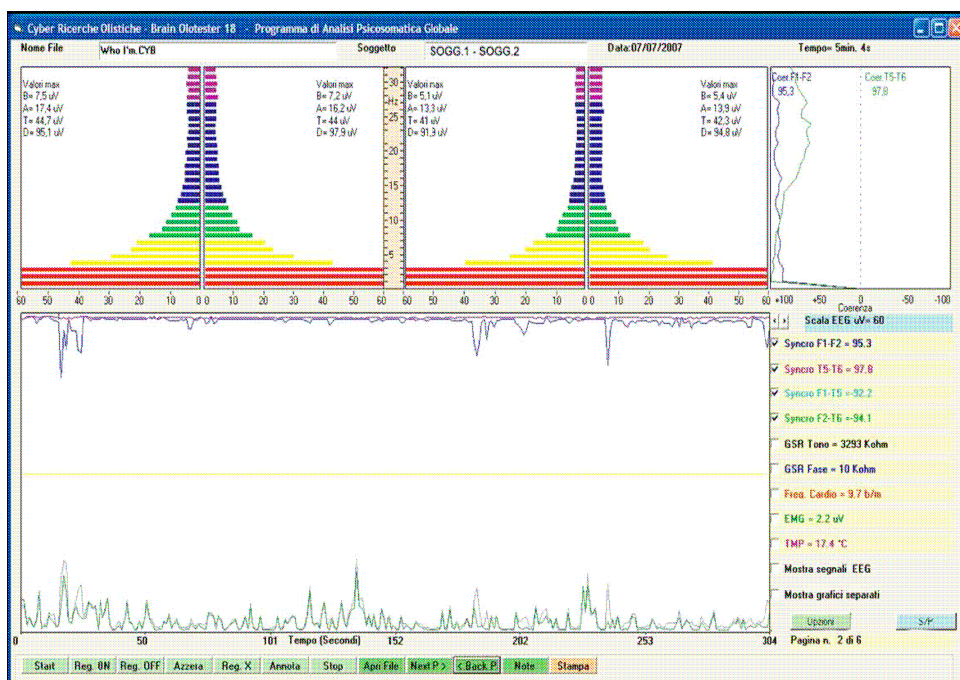 Cyber Ricerche Olistiche - Brain Olotester 18 - Programma di Analisi Psicosomatica Globale
Nome File Who I'm.CYB Soggetto SOGG.1 - SOGG.2 Data:07/07/2007 Tempo= 5min. 4s
Valori max
B= 7,5 uV
A= 17,4 uV
T= 44,7 uV
D= 95,1 uV
Valori max
B= 7,2 uV
A= 16,2 uV
T= 44 uV
D= 97,9 uV
Valori max
B= 5,1 uV
A= 13,3 uV
T= 41 uV
D= 91,9 uV
Valori max
B= 5,4 uV
A= 13,9 uV
T= 42,3 uV
D= 94,8 uV
30
Hz
25
20
15
10
5
Coer.F1-F2
95,3
Coer.T5-T6
97,8
60 50 40 30 20 10 0 0 10 20 30 40 50 60 50 40 30 20 10 0 0 10 20 30 40 50 60
+100 +50 0 -50 -100
Coerenza
Scala EEG uV= 60
Syncro F1-F2 = 95.3
Syncro T5-T6 = 97.8
Syncro F1-T5 =-92.2
Syncro F2-T6 =-94.1
GSR Tono = 3293 Kohm
GSR Fase = 10 Kohm
Freq. Cardio = 9,7 b/m
EMG = 2.2 uV
TMP = 17.4 °C
Mostra segnali EEG
Mostra grafici separati
Opzioni S/P
Pagina n. 2 di 6
0 50 101 Tempo (Secondi) 152 202 253 304
Start Reg. ON Reg. OFF Azzera Reg. X Annota Stop Apri File Next P > < Back P Note Stampa